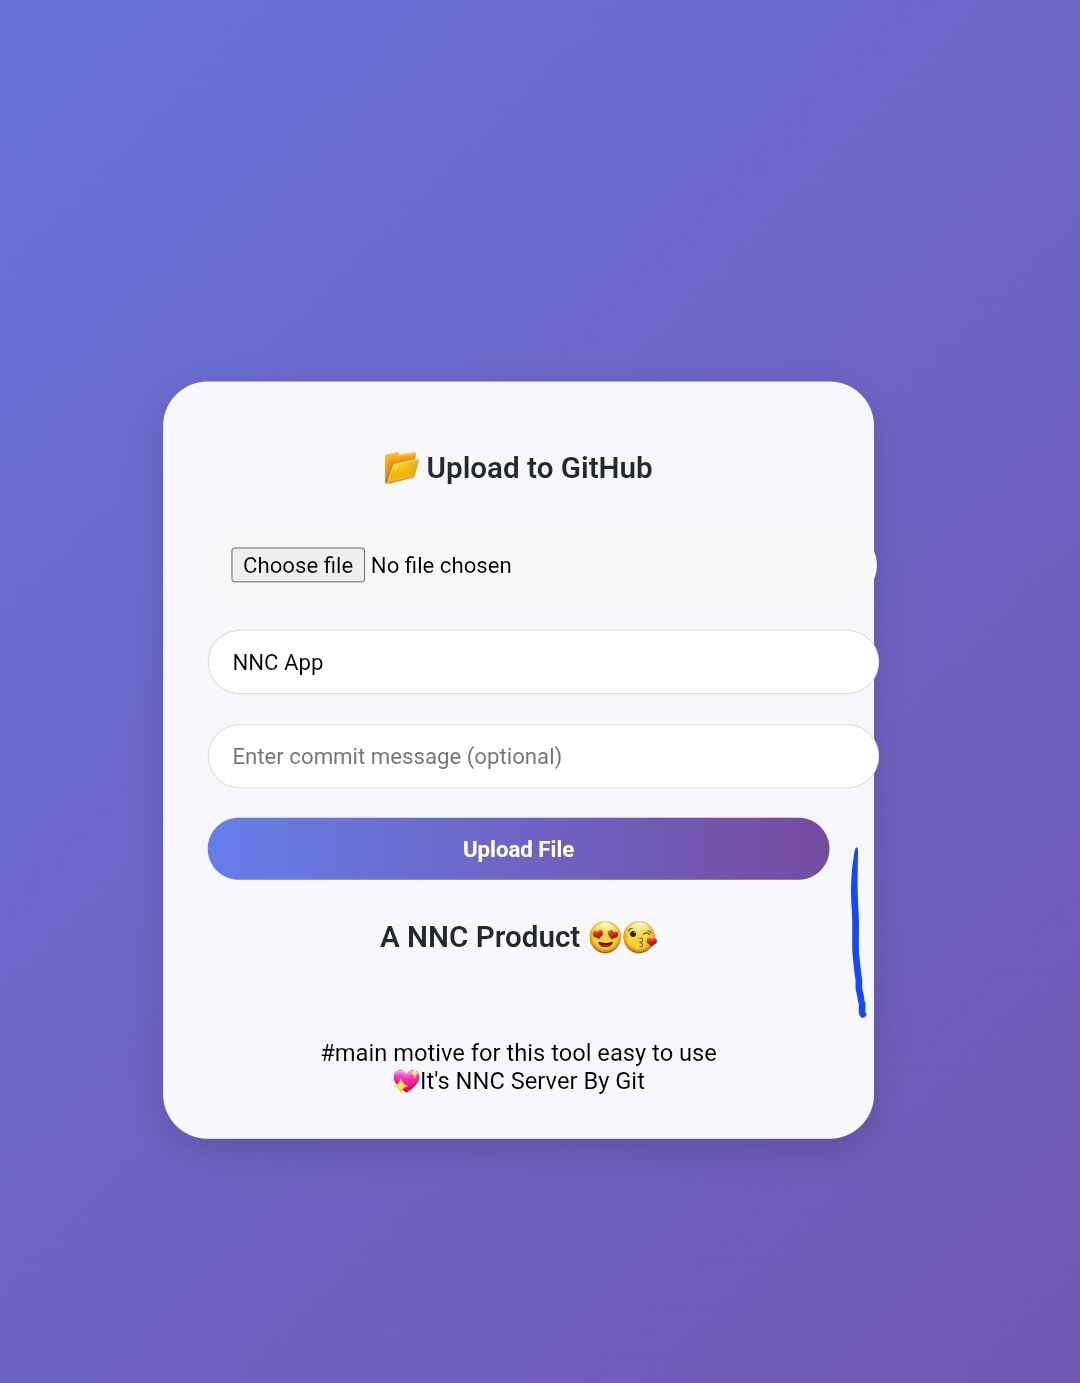 📂 Upload to GitHub
Choose file No file chosen
NNC App
Enter commit message (optional)
Upload File
A NNC Product 😍😘
#main motive for this tool easy to use
💖It's NNC Server By Git